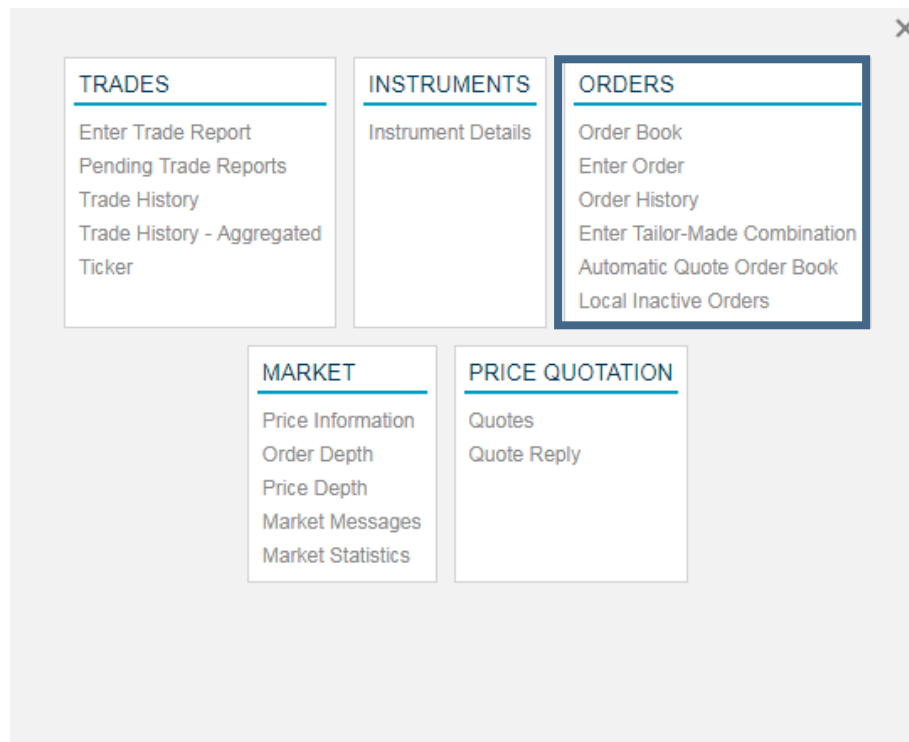 TRADES
Enter Trade Report
Pending Trade Reports
Trade History
Trade History - Aggregated
Ticker
INSTRUMENTS
Instrument Details
ORDERS
Order Book
Enter Order
Order History
Enter Tailor-Made Combination
Automatic Quote Order Book
Local Inactive Orders
MARKET
Price Information
Order Depth
Price Depth
Market Messages
Market Statistics
PRICE QUOTATION
Quotes
Quote Reply